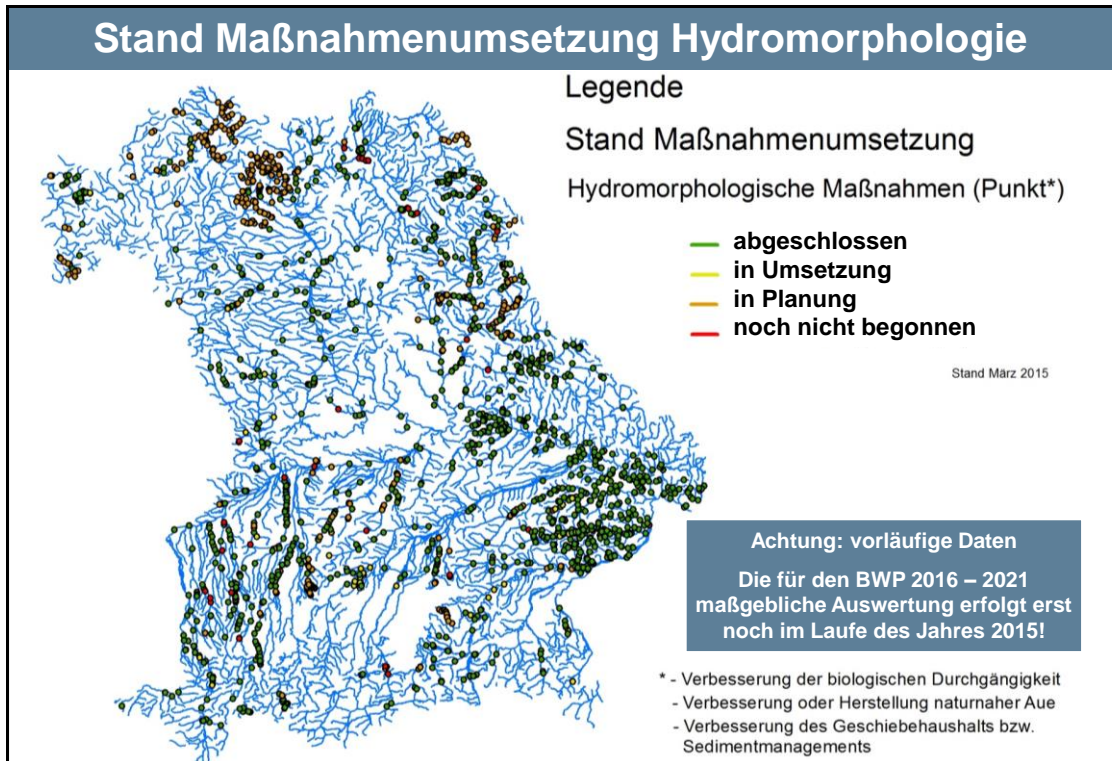 Stand Maßnahmenumsetzung Hydromorphologie
Legende
Stand Maßnahmenumsetzung
Hydromorphologische Maßnahmen (Punkt*)
abgeschlossen
in Umsetzung
in Planung
noch nicht begonnen
Stand März 2015
Achtung: vorläufige Daten
Die für den BWP 2016 – 2021
maßgebliche Auswertung erfolgt erst
noch im Laufe des Jahres 2015!
* - Verbesserung der biologischen Durchgängigkeit
- Verbesserung oder Herstellung naturnaher Aue
- Verbesserung des Geschiebehaushalts bzw.
Sedimentmanagements